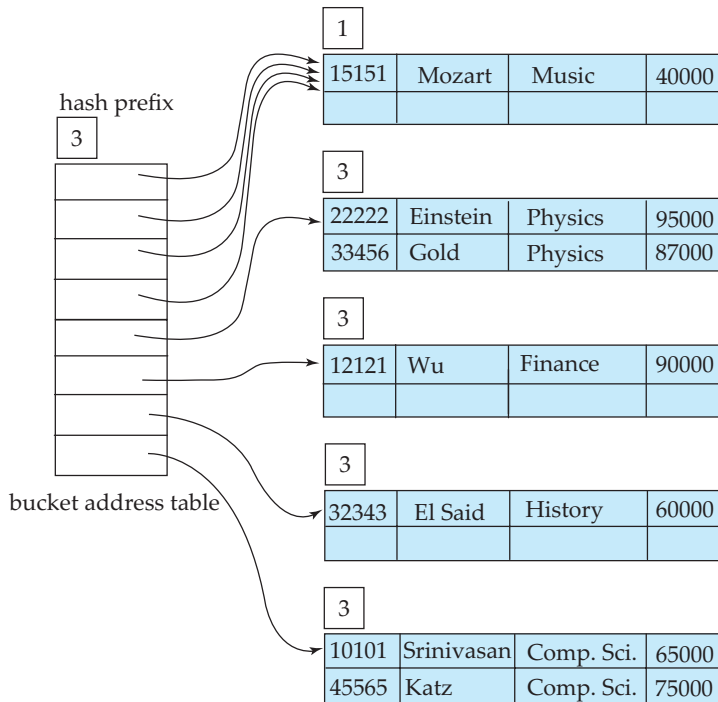 1
15151 Mozart Music 40000
hash prefix
3
3
22222 Einstein Physics 95000
33456 Gold Physics 87000
3
12121 Wu Finance 90000
3
bucket address table
32343 El Said History 60000
3
10101 Srinivasan Comp. Sci. 65000
45565 Katz Comp. Sci. 75000